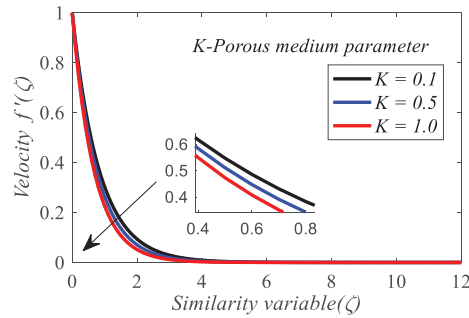 1
0.8
0.6
0.4
0.2
0
Velocity f'(ζ)
K-Porous medium parameter
K = 0.1
K = 0.5
K = 1.0
0.6
0.5
0.4
0.4 0.6 0.8
0 2 4 6 8 10 12
Similarity variable(ζ)